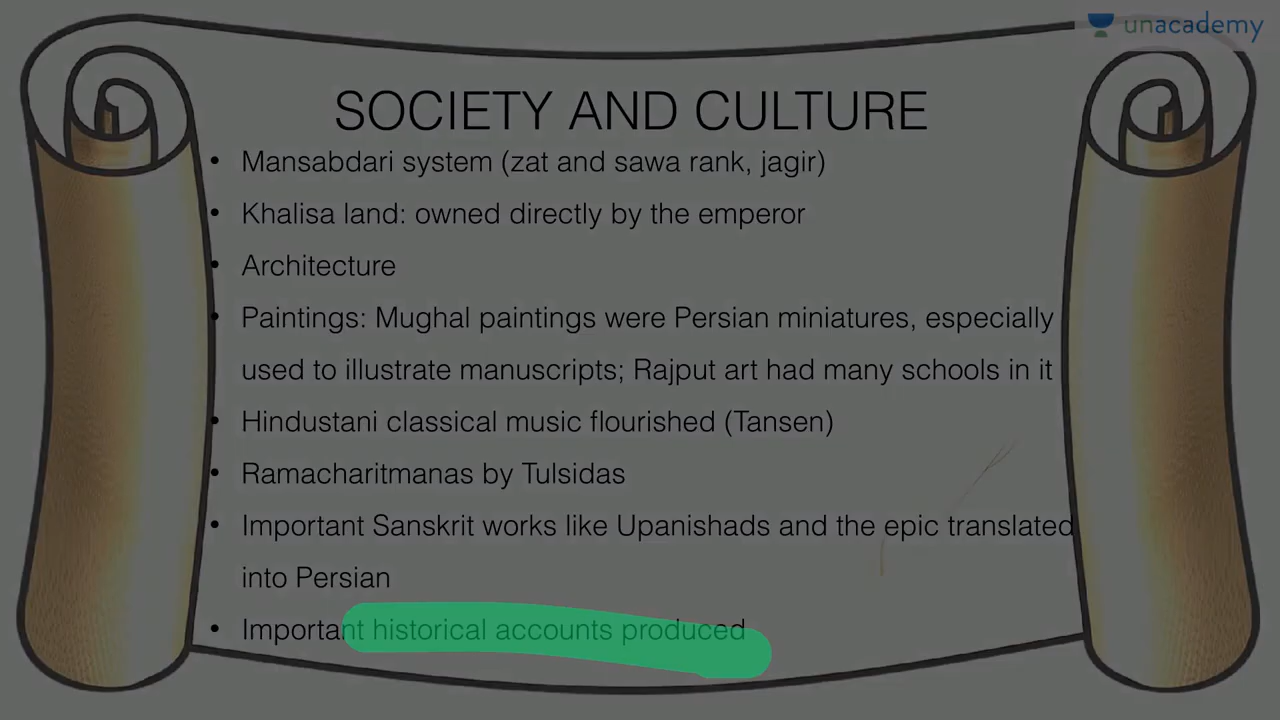 unacademy
SOCIETY AND CULTURE
• Mansabdari system (zat and sawa rank, jagir)
• Khalisa land: owned directly by the emperor
• Architecture
• Paintings: Mughal paintings were Persian miniatures, especially
used to illustrate manuscripts; Rajput art had many schools in it
• Hindustani classical music flourished (Tansen)
• Ramacharitmanas by Tulsidas
• Important Sanskrit works like Upanishads and the epic translated
into Persian
• Important historical accounts produced